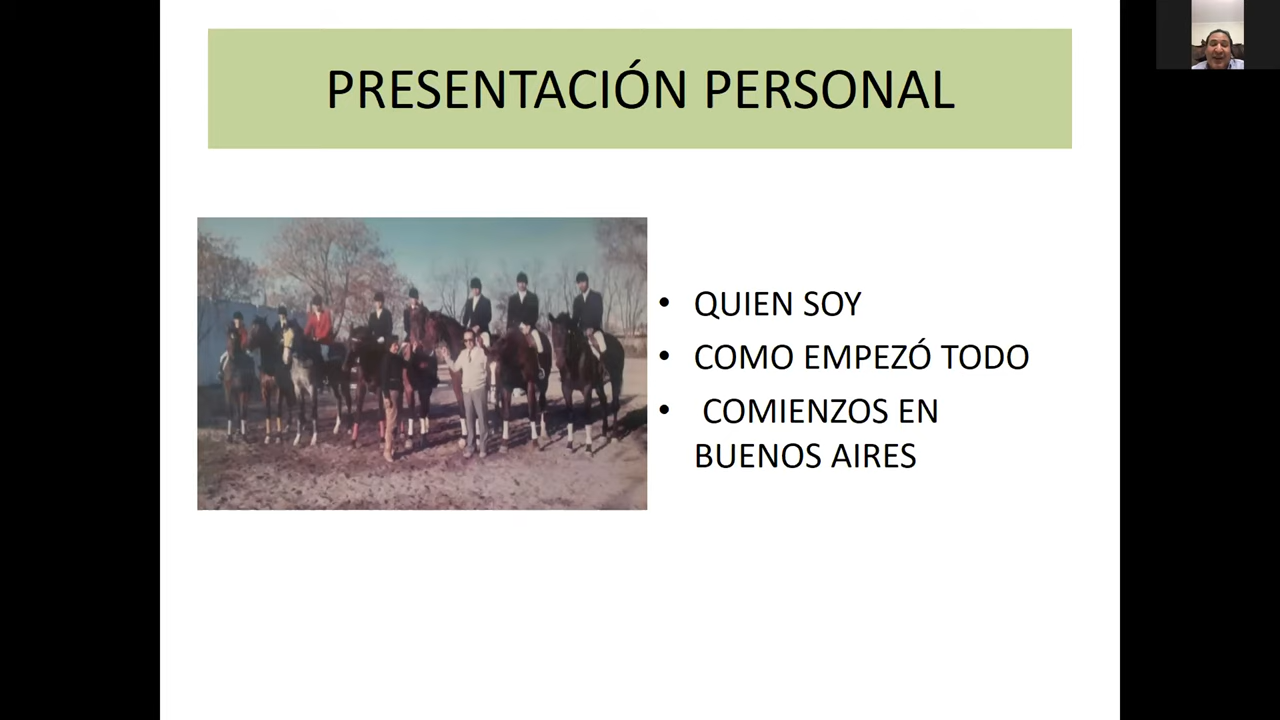 PRESENTACIÓN PERSONAL
• QUIEN SOY
• COMO EMPEZÓ TODO
• COMIENZOS EN
BUENOS AIRES